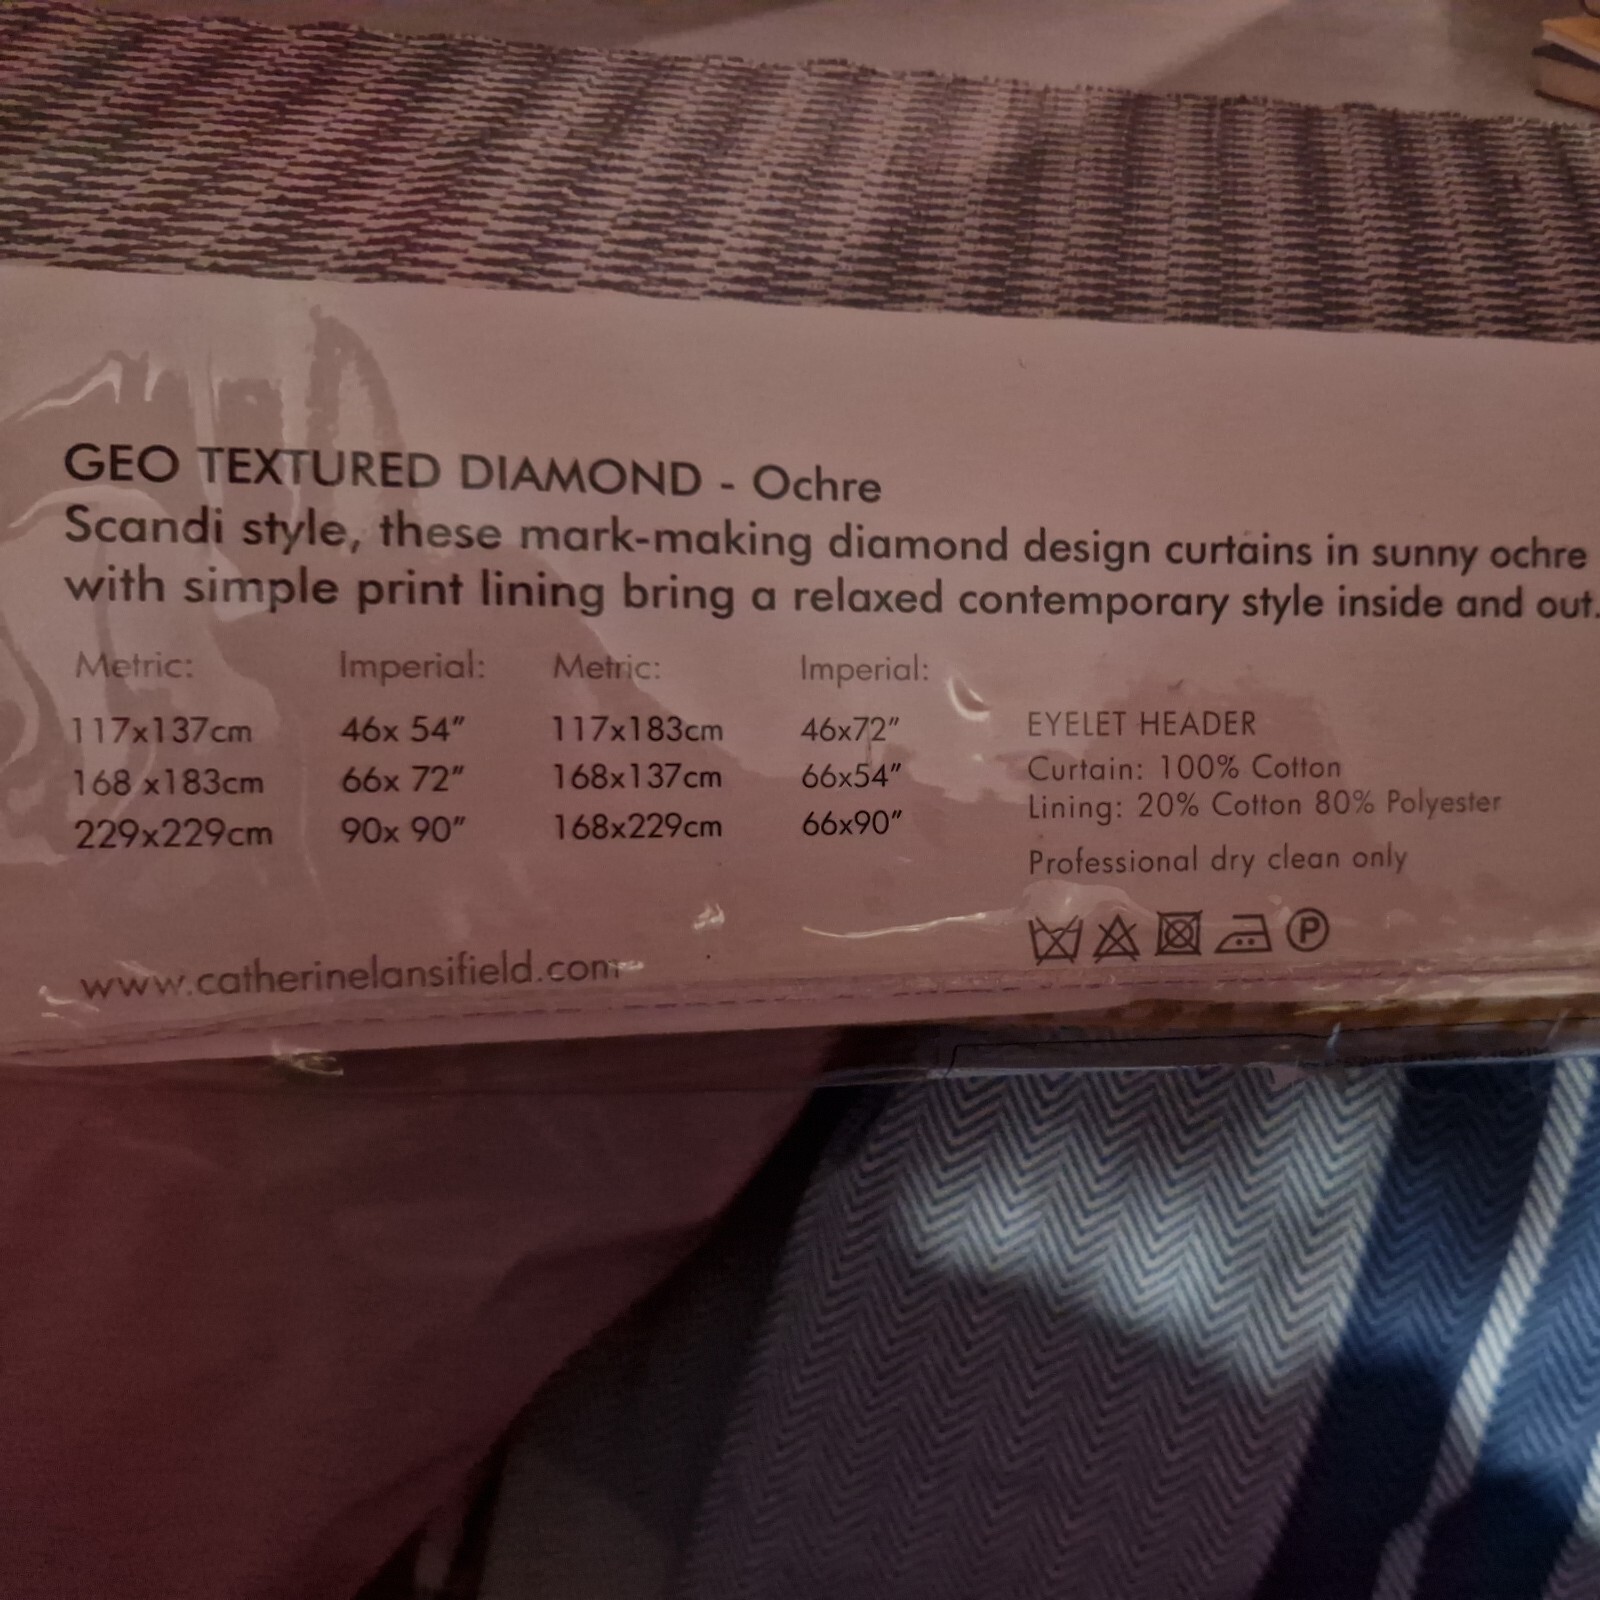 GEO TEXTURED DIAMOND - Ochre
Scandi style, these mark-making diamond design curtains in sunny ochre
with simple print lining bring a relaxed contemporary style inside and out.
Metric: Imperial: Metric: Imperial:
117x137cm 46x 54″ 117x183cm 46x72″
168 x183cm 66x 72″ 168x137cm 66x54″
229x229cm 90x 90″ 168x229cm 66x90″
EYELET HEADER
Curtain: 100% Cotton
Lining: 20% Cotton 80% Polyester
Professional dry clean only
P
www.catherinelansifield.com